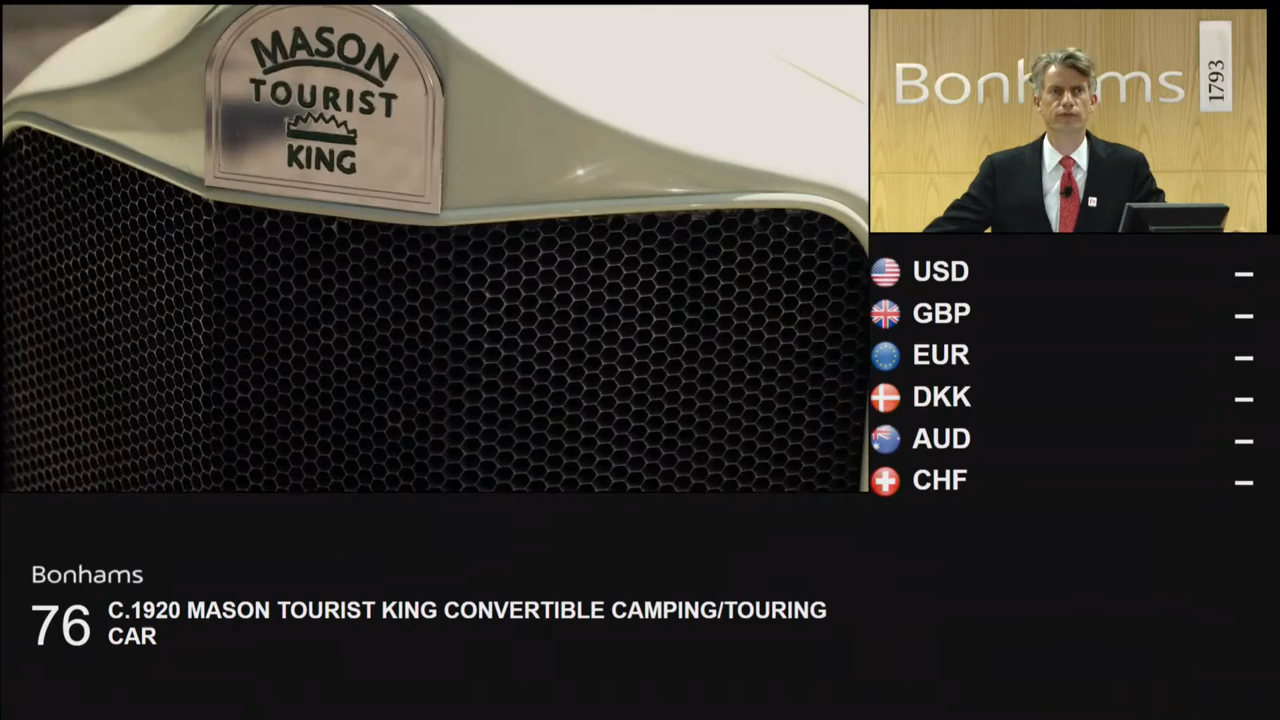 MASON
TOURIST
KING
Bonhams
1793
USD –
GBP –
EUR –
DKK –
AUD –
CHF –
Bonhams
76 C.1920 MASON TOURIST KING CONVERTIBLE CAMPING/TOURING
CAR